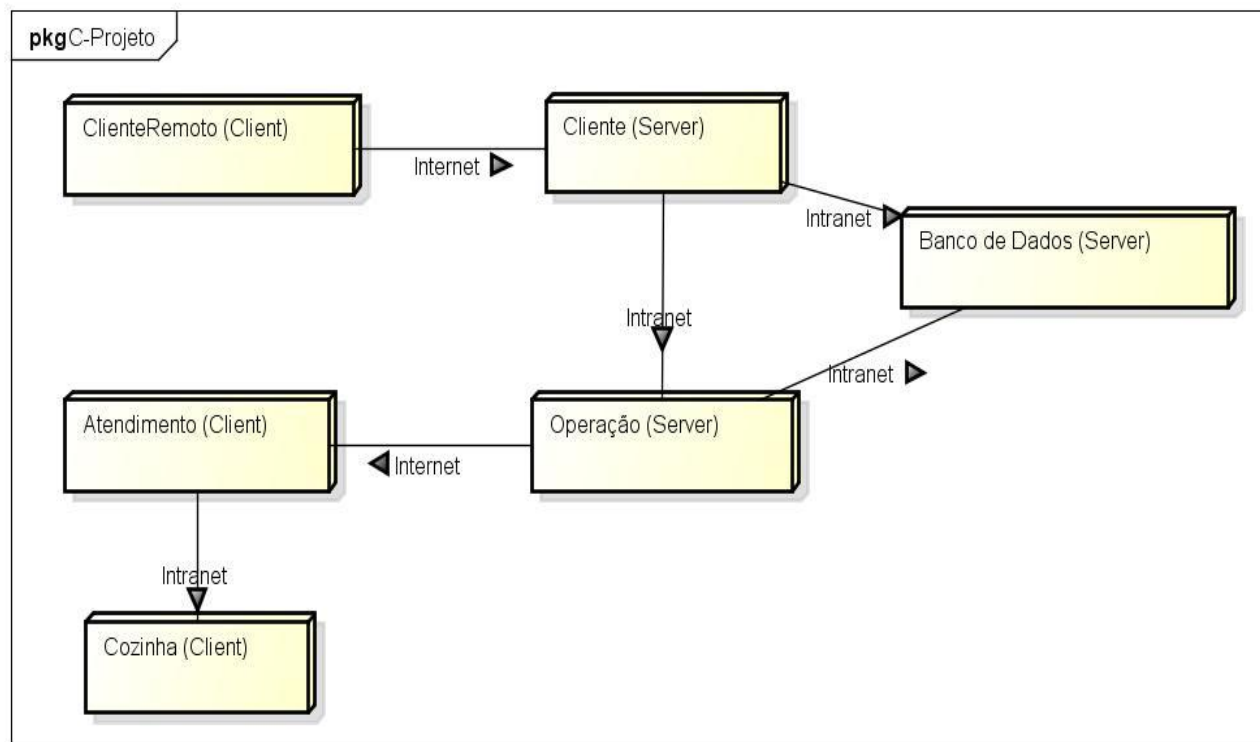 pkg C-Projeto
ClienteRemoto (Client)
Cliente (Server)
Internet
Intranet
Banco de Dados (Server)
Intranet
Intranet
Atendimento (Client)
Operação (Server)
Internet
Intranet
Cozinha (Client)